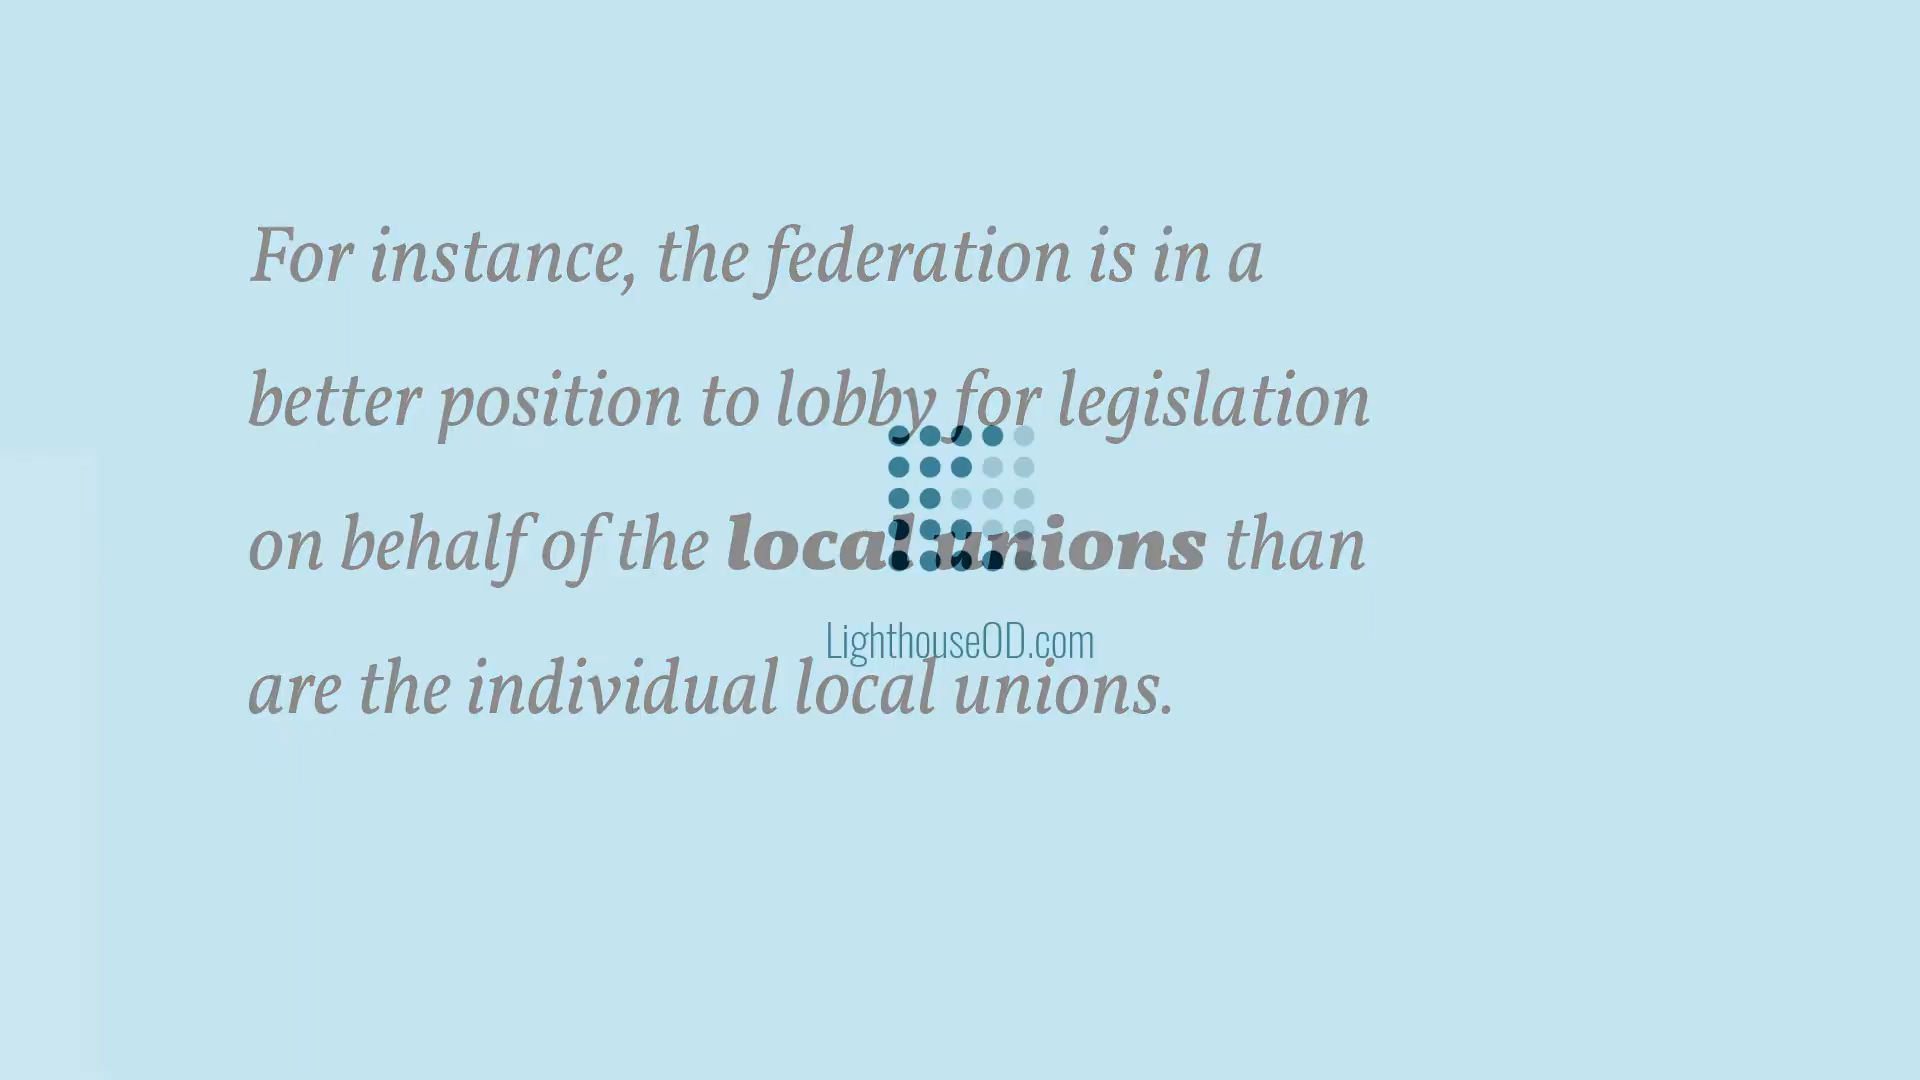 For instance, the federation is in a
better position to lobby for legislation
on behalf of the local unions than
LighthouseOD.com
are the individual local unions.